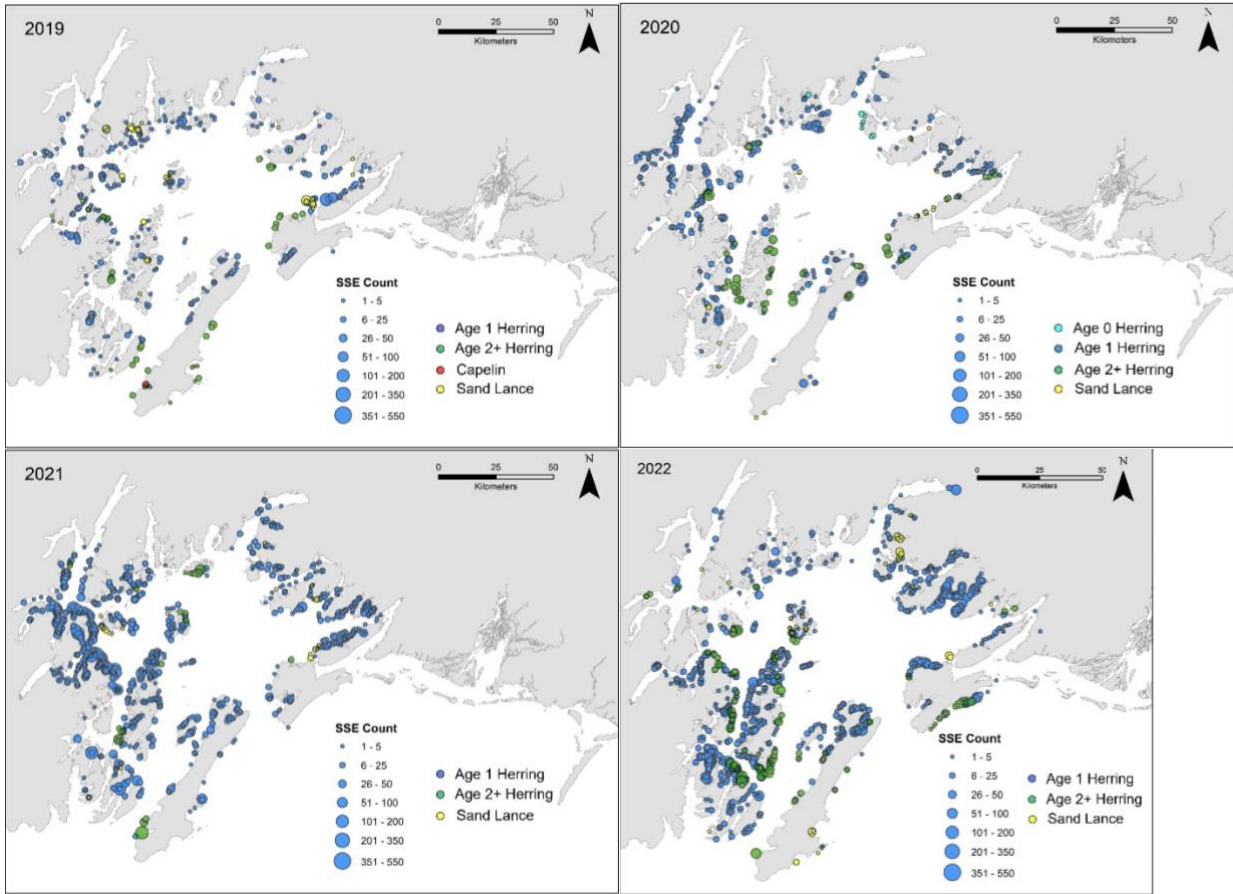 2019
0 25 50
Kilometers
N
SSE Count
1 - 5
6 - 25
26 - 50
51 - 100
101 - 200
201 - 350
351 - 550
Age 1 Herring
Age 2+ Herring
Capelin
Sand Lance
2020
0 25 50
Kilometers
N
SSE Count
1 - 5
6 - 25
26 - 50
51 - 100
101 - 200
201 - 350
351 - 550
Age 0 Herring
Age 1 Herring
Age 2+ Herring
Sand Lance
2021
0 25 50
Kilometers
N
SSE Count
1 - 5
6 - 25
26 - 50
51 - 100
101 - 200
201 - 350
351 - 550
Age 1 Herring
Age 2+ Herring
Sand Lance
2022
0 25 50
Kilometers
N
SSE Count
1 - 5
6 - 25
26 - 50
51 - 100
101 - 200
201 - 350
351 - 550
Age 1 Herring
Age 2+ Herring
Sand Lance